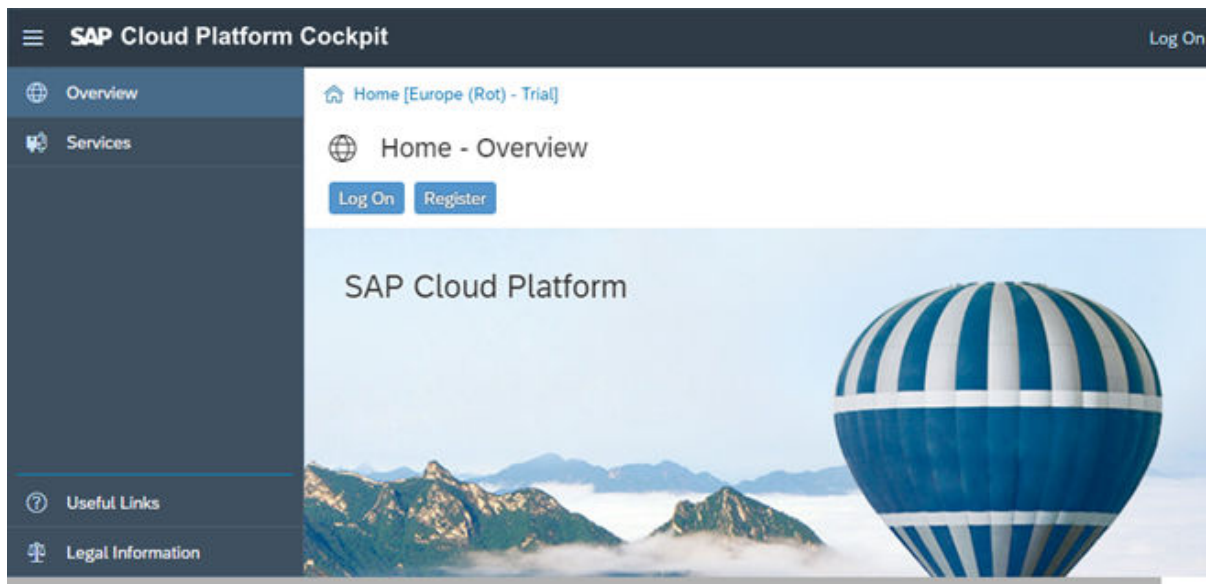 SAP Cloud Platform Cockpit
Log On
Overview
Services
Home [Europe (Rot) - Trial]
Home - Overview
Log On Register
SAP Cloud Platform
Useful Links
Legal Information